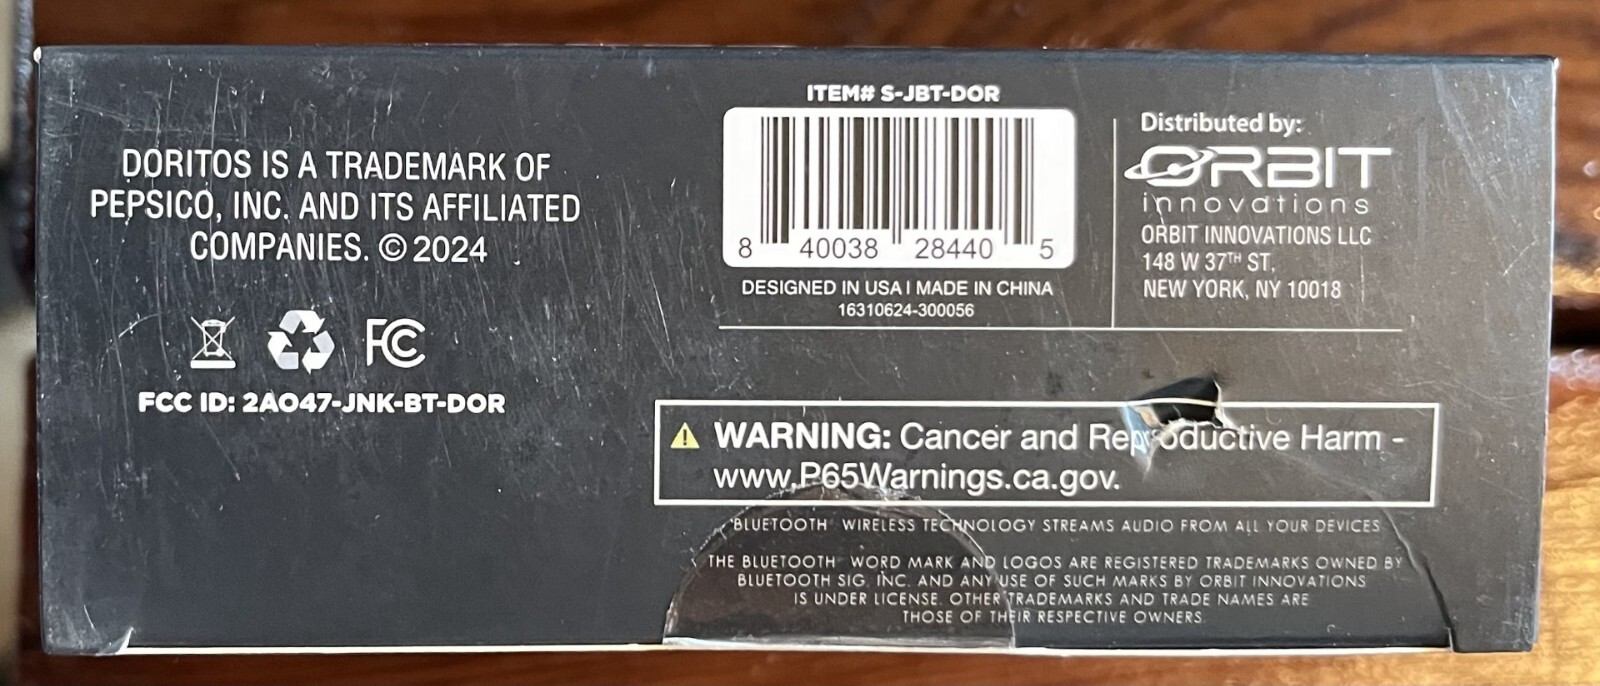 DORITOS IS A TRADEMARK OF
PEPSICO, INC. AND ITS AFFILIATED
COMPANIES. © 2024
FC
FCC ID: 2AO47-JNK-BT-DOR
ITEM# S-JBT-DOR
8 40038 28440 5
DESIGNED IN USA | MADE IN CHINA
16310624-300056
Distributed by:
ORBIT
innovations
ORBIT INNOVATIONS LLC
148 W 37TH ST,
NEW YORK, NY 10018
WARNING: Cancer and Reproductive Harm -
www.P65Warnings.ca.gov.
BLUETOOTH WIRELESS TECHNOLOGY STREAMS AUDIO FROM ALL YOUR DEVICES
THE BLUETOOTH WORD MARK AND LOGOS ARE REGISTERED TRADEMARKS OWNED BY
BLUETOOTH SIG, INC. AND ANY USE OF SUCH MARKS BY ORBIT INNOVATIONS
IS UNDER LICENSE. OTHER TRADEMARKS AND TRADE NAMES ARE
THOSE OF THEIR RESPECTIVE OWNERS.